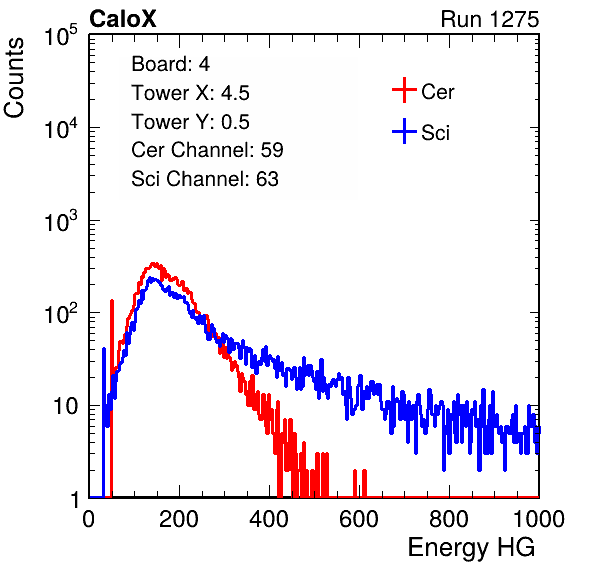 CaloX Run 1275
Counts
10^5
10^4
10^3
10^2
10
1
Board: 4
Tower X: 4.5
Tower Y: 0.5
Cer Channel: 59
Sci Channel: 63
Cer
Sci
0 200 400 600 800 1000
Energy HG